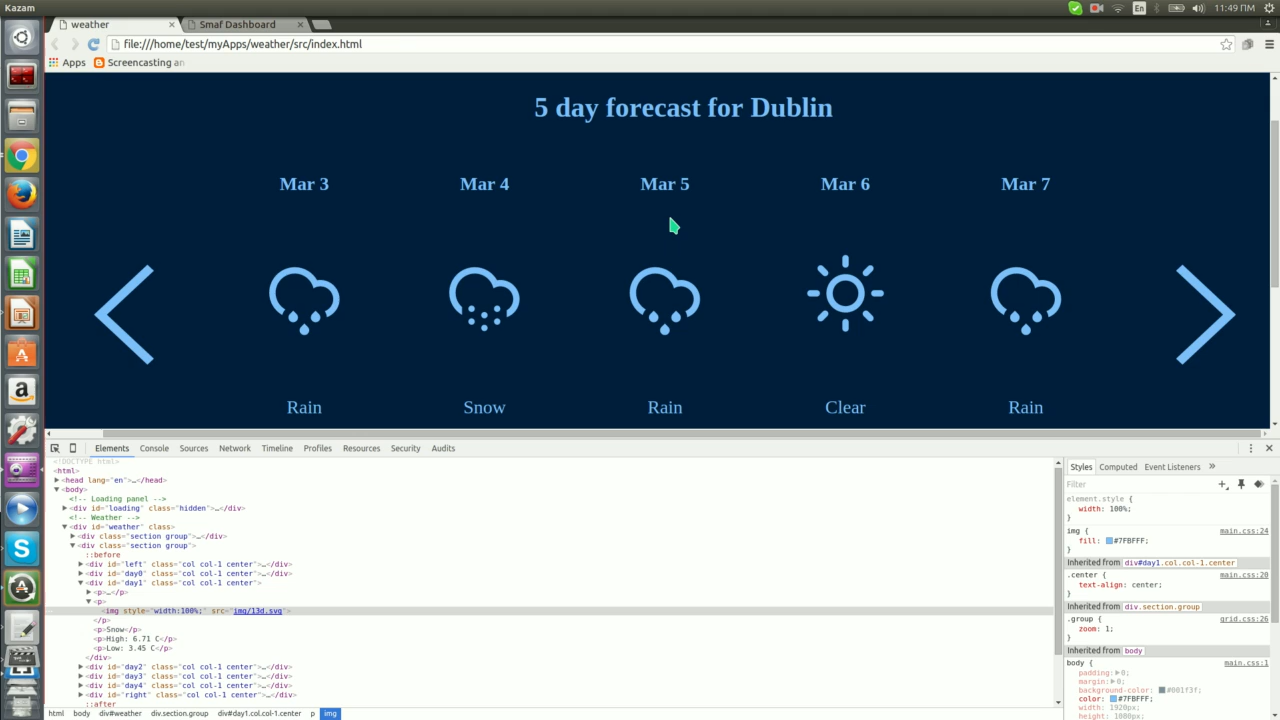 Kazam
En
11:49 ПМ
weather
Smaf Dashboard
file:///home/test/myApps/weather/src/index.html
Apps
Screencasting an
5 day forecast for Dublin
Mar 3 Mar 4 Mar 5 Mar 6 Mar 7
Rain Snow Rain Clear Rain
Elements Console Sources Network Timeline Profiles Resources Security Audits
<!DOCTYPE html>
<html>
<head lang="en">…</head>
<body>
<!-- Loading panel -->
<div id="loading" class="hidden">…</div>
<!-- Weather -->
<div id="weather" class>
<div class="section group">…</div>
<div class="section group">
::before
<div id="left" class="col col-1 center">…</div>
<div id="day0" class="col col-1 center">…</div>
<div id="day1" class="col col-1 center">
<p>…</p>
<p>
<img style="width:100%;" src="img/13d.svg">
</p>
<p>Snow</p>
<p>High: 6.71 C</p>
<p>Low: 3.45 C</p>
</div>
<div id="day2" class="col col-1 center">…</div>
<div id="day3" class="col col-1 center">…</div>
<div id="day4" class="col col-1 center">…</div>
<div id="right" class="col col-1 center">…</div>
::after
html body div#weather div.section.group div#day1.col.col-1.center p img
Styles Computed Event Listeners »
Filter
element.style {
width: 100%;
}
img { main.css:24
fill: #7FBFFF;
}
Inherited from div#day1.col.col-1.center
.center { main.css:20
text-align: center;
}
Inherited from div.section.group
.group { grid.css:26
zoom: 1;
}
Inherited from body
body { main.css:1
padding: 0;
margin: 0;
background-color: #001f3f;
color: #7FBFFF;
width: 1920px;
height: 1080px;